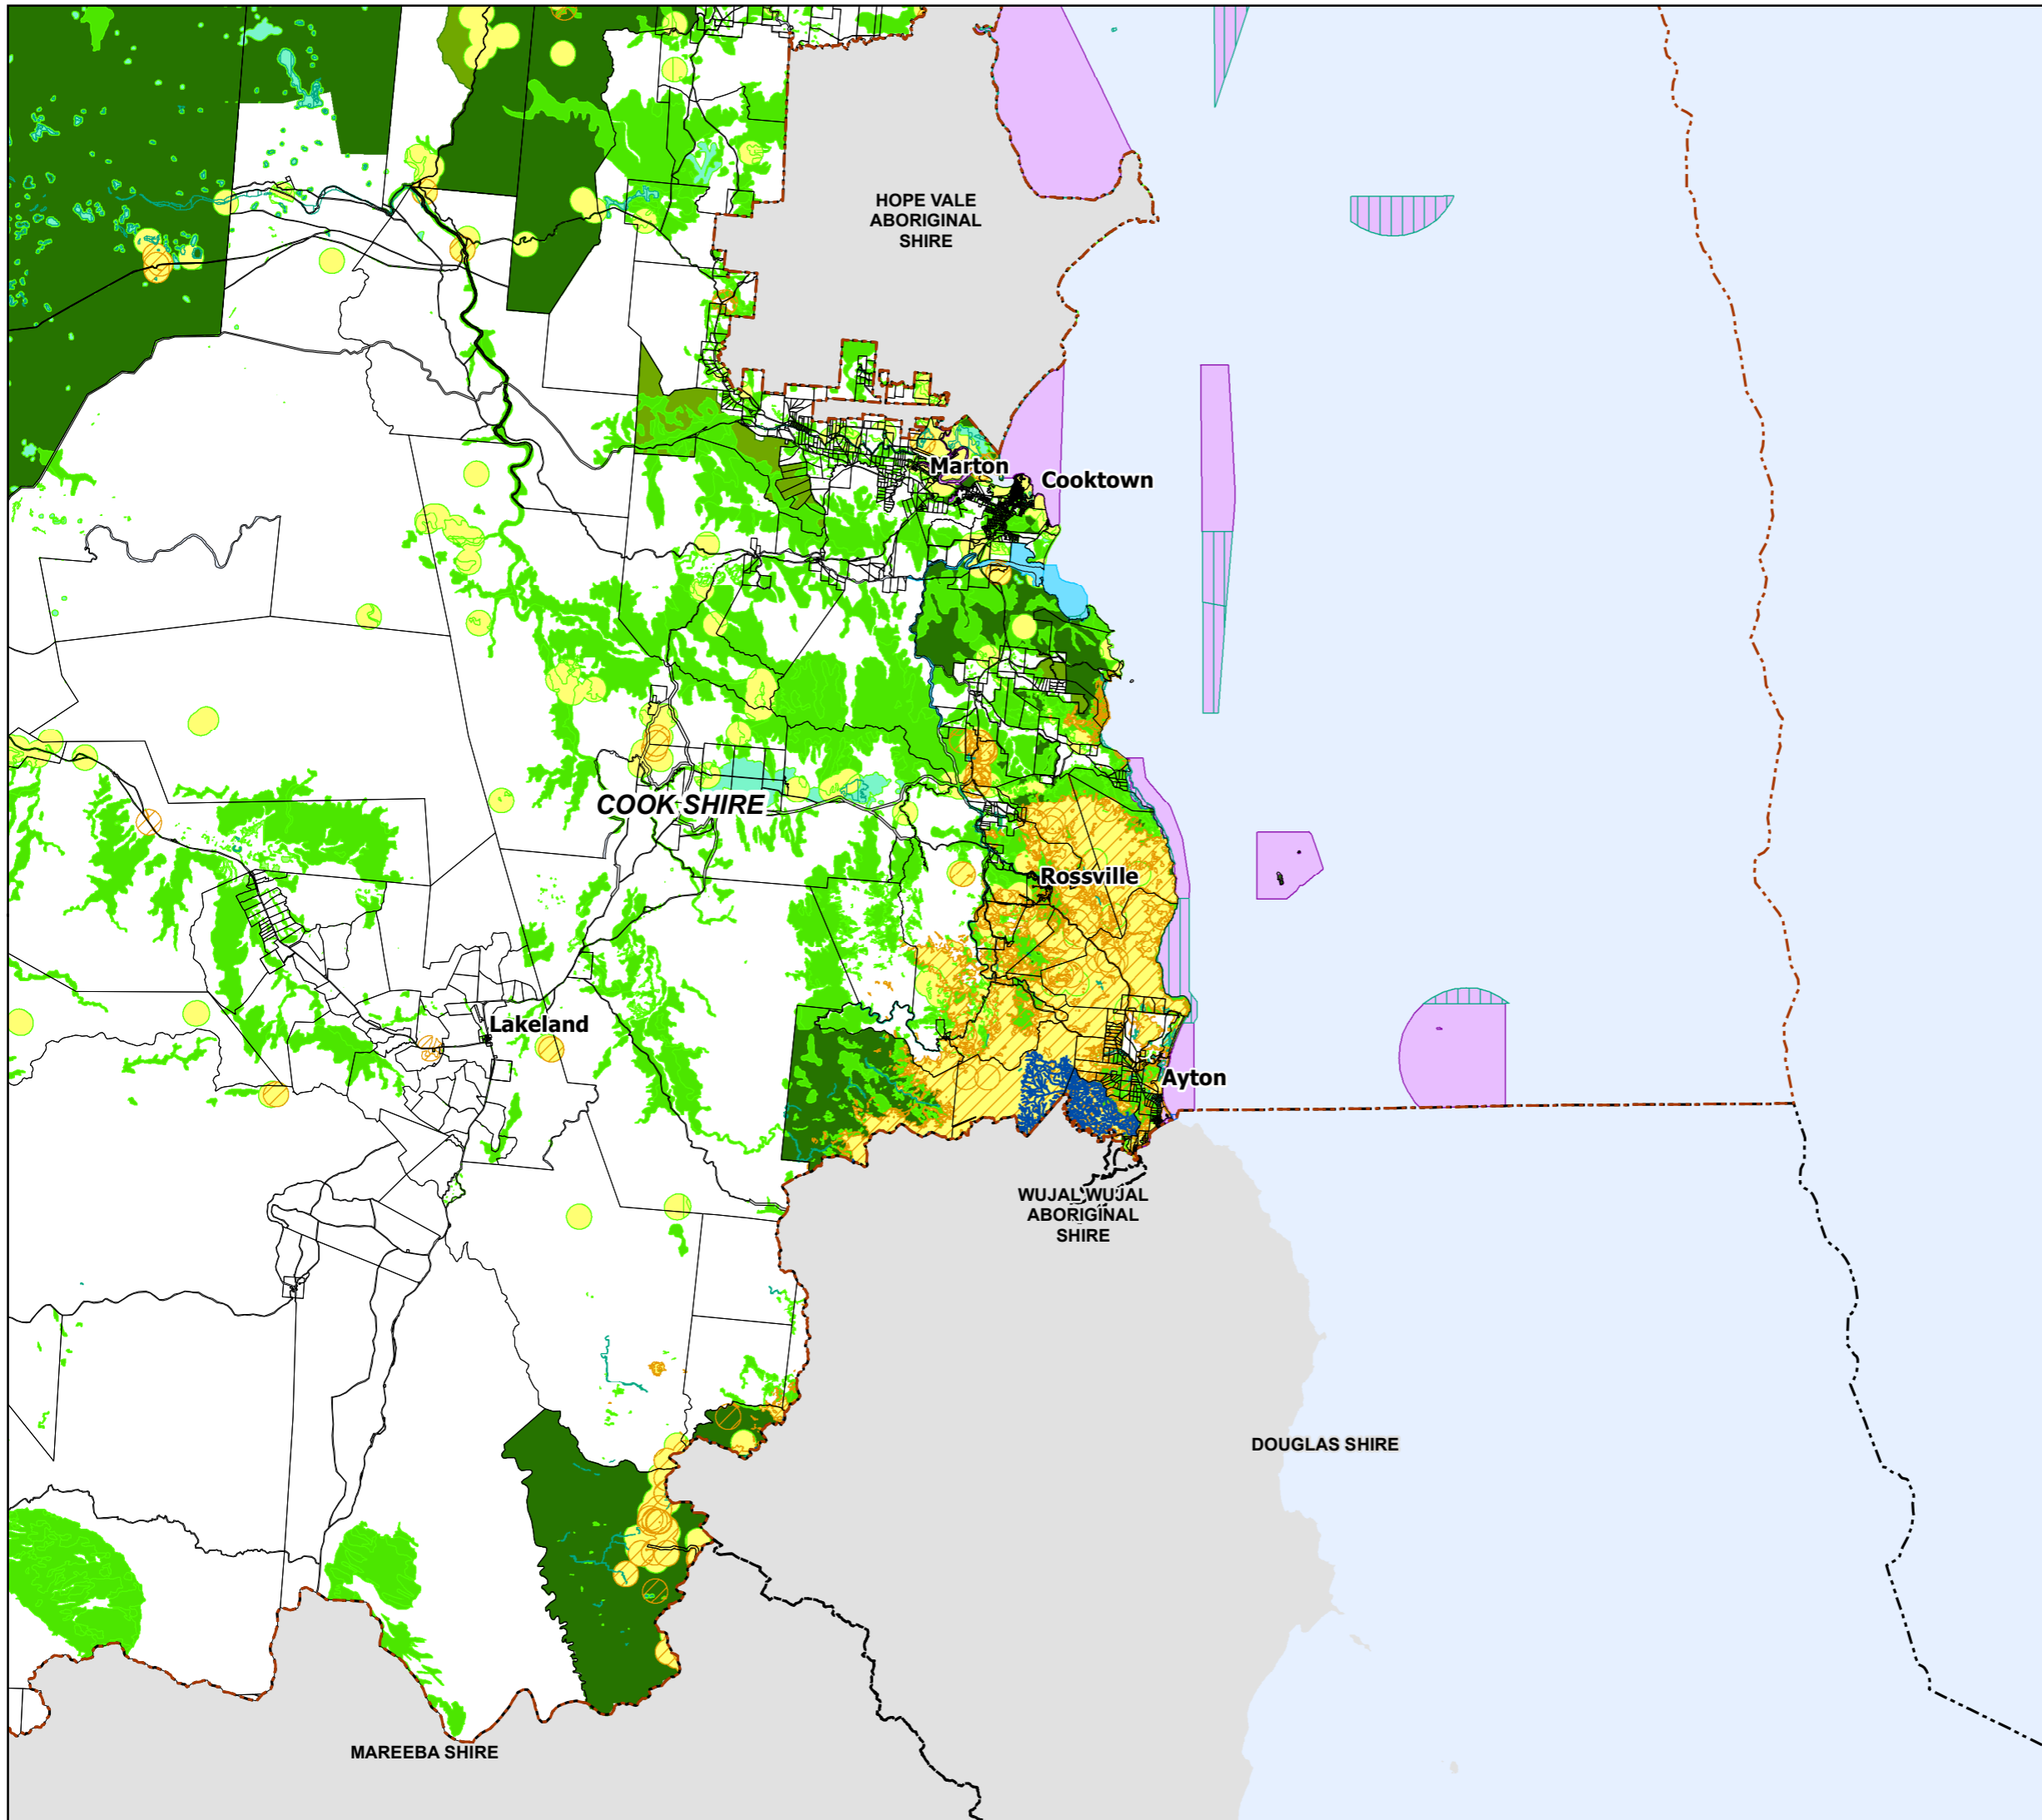 HOPE VALE
ABORIGINAL
SHIRE
Marton
Cooktown
COOK SHIRE
Rossville
Lakeland
Ayton
WUJAL WUJAL
ABORIGINAL
SHIRE
DOUGLAS SHIRE
MAREEBA SHIRE